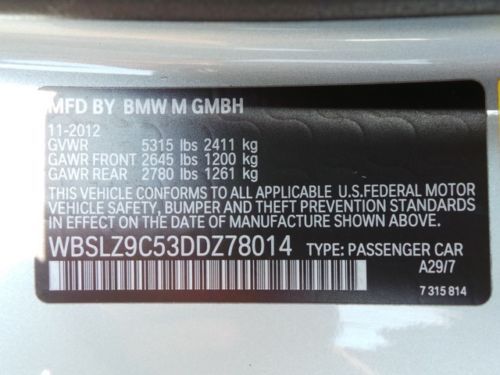 MFD BY BMW M GMBH
11-2012
GVWR 5315 lbs 2411 kg
GAWR FRONT 2645 lbs 1200 kg
GAWR REAR 2780 lbs 1261 kg
THIS VEHICLE CONFORMS TO ALL APPLICABLE U.S.FEDERAL MOTOR
VEHICLE SAFETY, BUMPER, AND THEFT PREVENTION STANDARDS
IN EFFECT ON THE DATE OF MANUFACTURE SHOWN ABOVE.
WBSLZ9C53DDZ78014 TYPE: PASSENGER CAR
A29/7
7 315 814